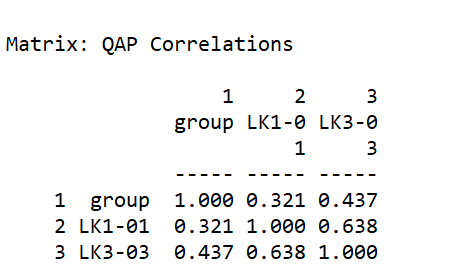 Matrix: QAP Correlations
1 2 3
group LK1-0 LK3-0
1 3
----- ----- -----
1 group 1.000 0.321 0.437
2 LK1-01 0.321 1.000 0.638
3 LK3-03 0.437 0.638 1.000